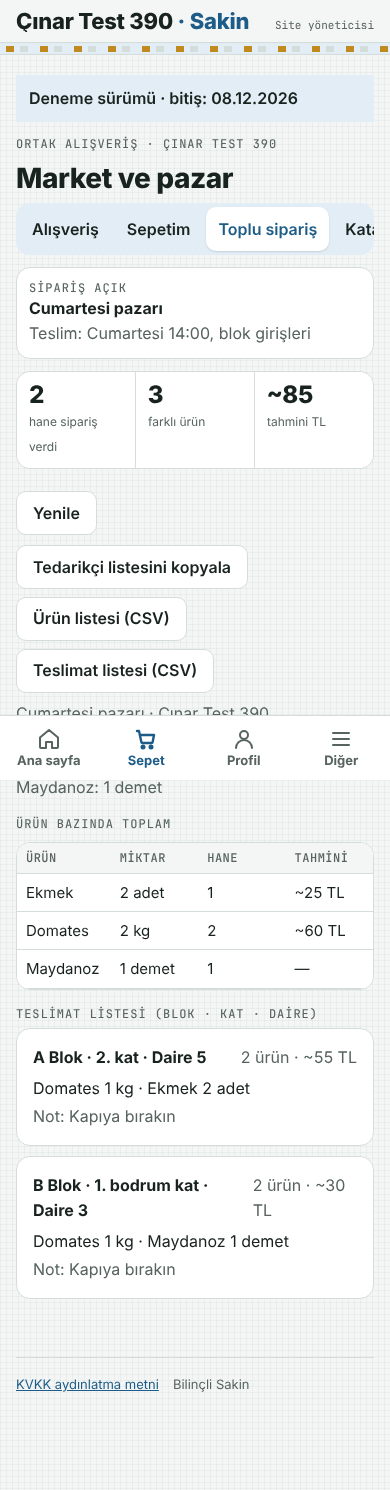 Çınar Test 390 · Sakin
Site yöneticisi
Deneme sürümü · bitiş: 08.12.2026
ORTAK ALIŞVERİŞ · ÇINAR TEST 390
Market ve pazar
Alışveriş Sepetim Toplu sipariş Kata
SİPARİŞ AÇIK
Cumartesi pazarı
Teslim: Cumartesi 14:00, blok girişleri
2 3 ~85
hane sipariş verdi farklı ürün tahmini TL
Yenile
Tedarikçi listesini kopyala
Ürün listesi (CSV)
Teslimat listesi (CSV)
Cumartesi pazarı · Çınar Test 390
Ana sayfa Sepet Profil Diğer
Maydanoz: 1 demet
ÜRÜN BAZINDA TOPLAM
ÜRÜN MİKTAR HANE TAHMİNİ
Ekmek 2 adet 1 ~25 TL
Domates 2 kg 2 ~60 TL
Maydanoz 1 demet 1 —
TESLİMAT LİSTESİ (BLOK · KAT · DAİRE)
A Blok · 2. kat · Daire 5 2 ürün · ~55 TL
Domates 1 kg · Ekmek 2 adet
Not: Kapıya bırakın
B Blok · 1. bodrum kat · Daire 3
2 ürün · ~30 TL
Domates 1 kg · Maydanoz 1 demet
Not: Kapıya bırakın
KVKK aydınlatma metni Bilinçli Sakin